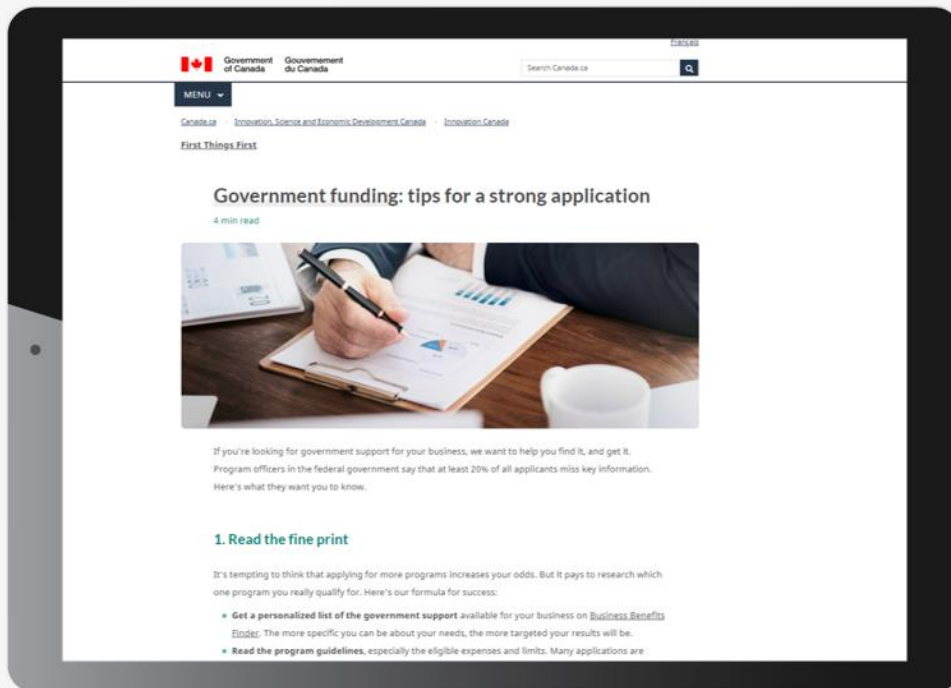 Français
Government
of Canada
Gouvernement
du Canada
Search Canada.ca
MENU
Canada.ca
Innovation, Science and Economic Development Canada
Innovation Canada
First Things First
Government funding: tips for a strong application
4 min read
If you're looking for government support for your business, we want to help you find it, and get it.
Program officers in the federal government say that at least 20% of all applicants miss key information.
Here's what they want you to know.
1. Read the fine print
It's tempting to think that applying for more programs increases your odds. But it pays to research which
one program you really qualify for. Here's our formula for success:
Get a personalized list of the government support available for your business on Business Benefits
Finder. The more specific you can be about your needs, the more targeted your results will be.
Read the program guidelines, especially the eligible expenses and limits. Many applications are